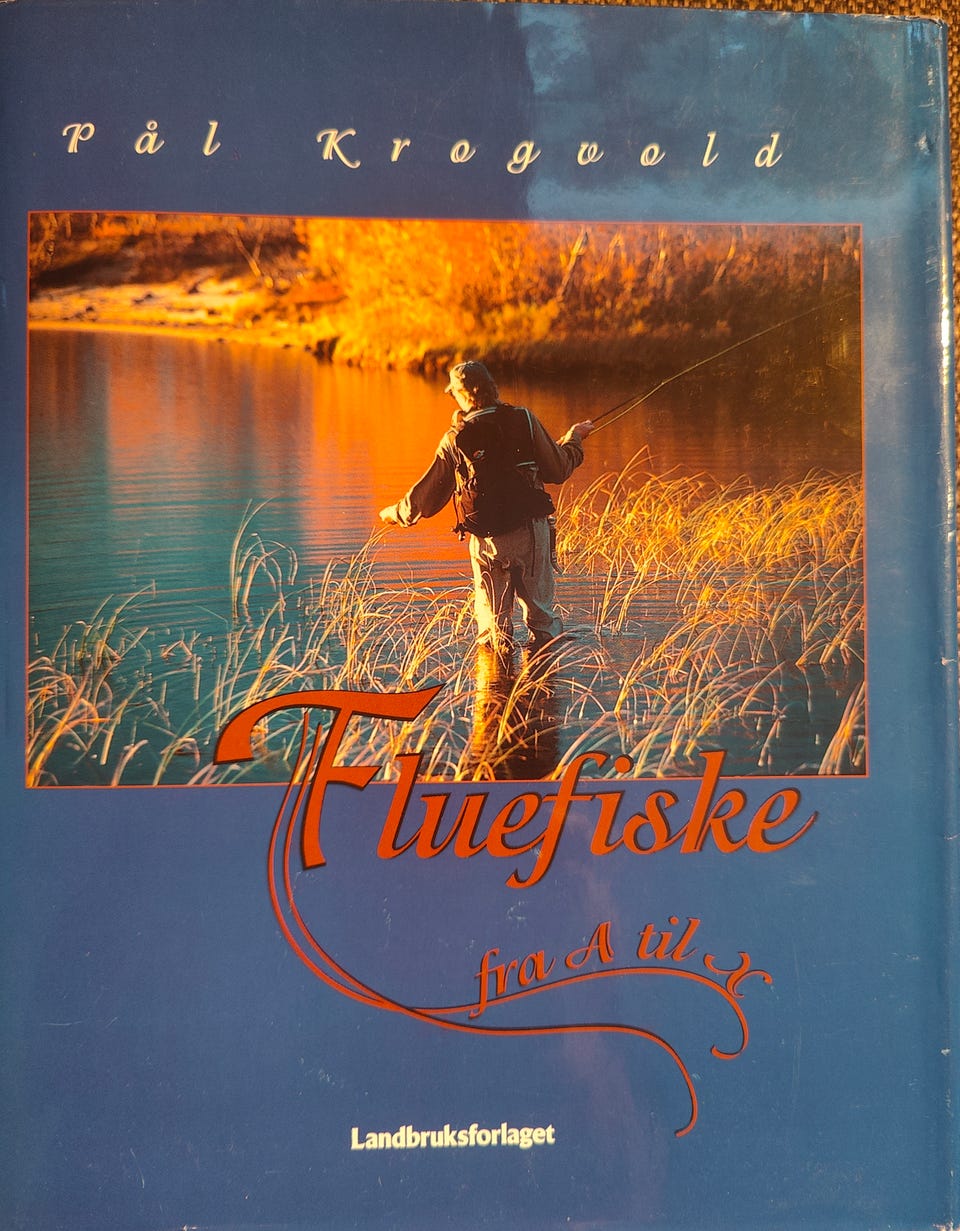 Pål Krogvold
Fluefiske
fra A til X
Landbruksforlaget